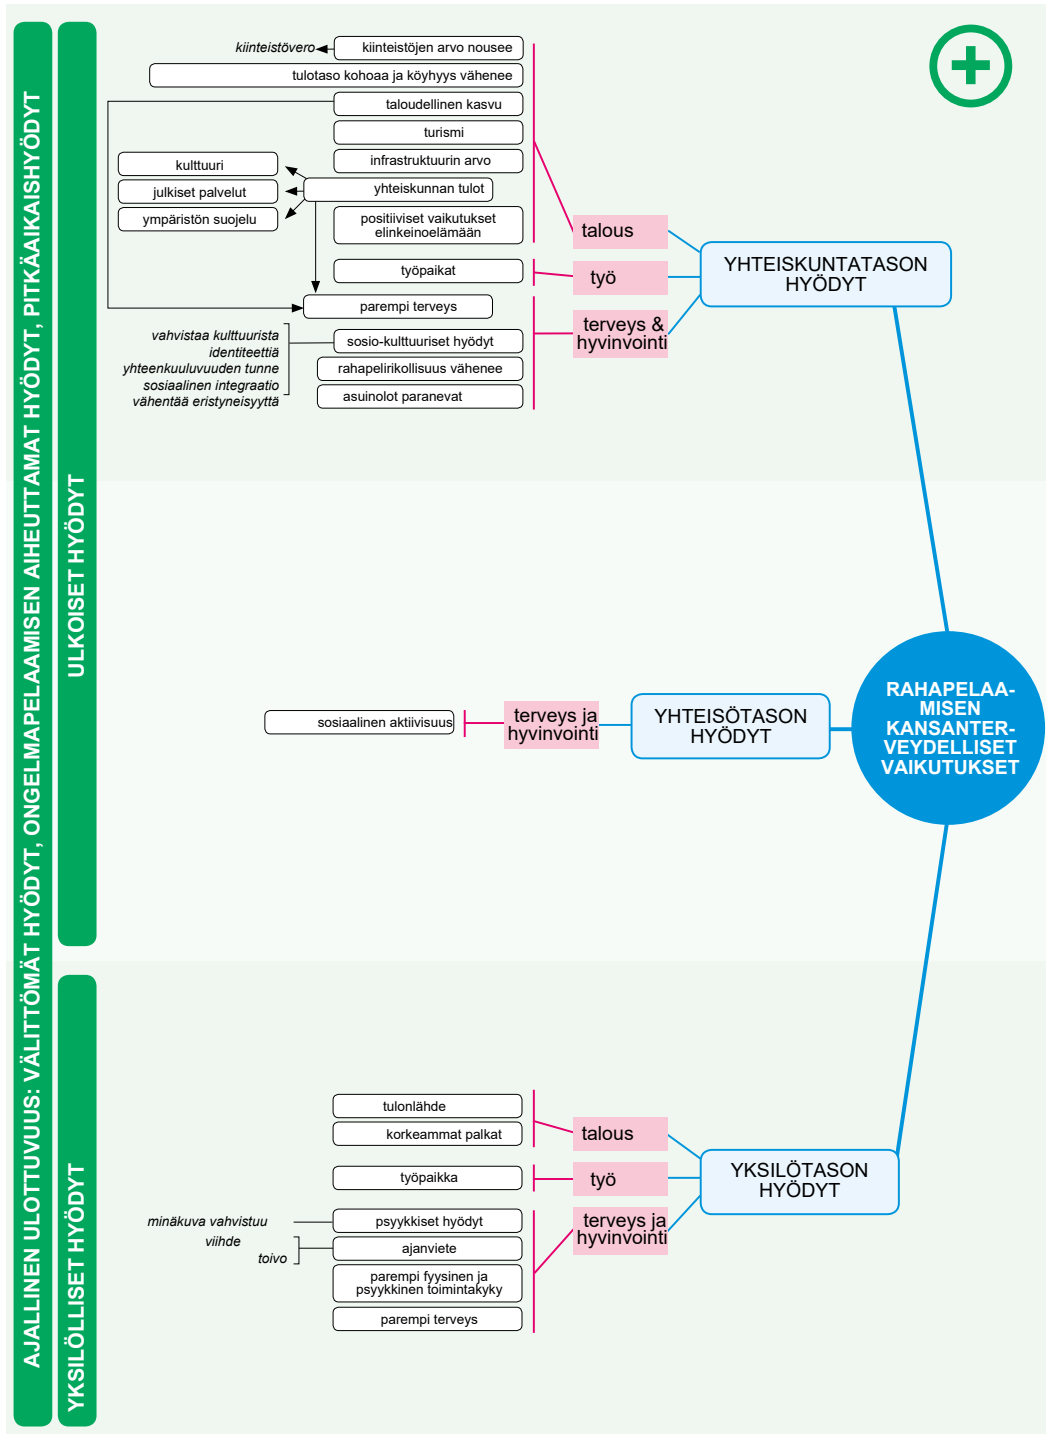 AJALLINEN ULOTTUVUUS: VÄLITTÖMÄT HYÖDYT, ONGELMAPELAAMISEN AIHEUTTAMAT HYÖDYT, PITKÄAIKAISHYÖDYT
ULKOISET HYÖDYT
kiinteistövero
kiinteistöjen arvo nousee
tulotaso kohoaa ja köyhyys vähenee
taloudellinen kasvu
turismi
infrastruktuurin arvo
kulttuuri
yhteiskunnan tulot
julkiset palvelut
ympäristön suojelu
positiiviset vaikutukset
elinkeinoelämään
talous
työpaikat
työ
parempi terveys
terveys &
hyvinvointi
sosio-kulttuuriset hyödyt
vahvistaa kulttuurista
identiteettiä
yhteenkuuluvuuden tunne
sosiaalinen integraatio
vähentää eristyneisyyttä
rahapelirikollisuus vähenee
asuinolot paranevat
YHTEISKUNTATASON
HYÖDYT
sosiaalinen aktiivisuus
terveys ja
hyvinvointi
YHTEISÖTASON
HYÖDYT
RAHAPELAA-
MISEN
KANSANTER-
VEYDELLISET
VAIKUTUKSET
YKSILÖLLISET HYÖDYT
tulonlähde
korkeammat palkat
talous
työpaikka
työ
minäkuva vahvistuu
psyykkiset hyödyt
viihde
toivo
ajanviete
parempi fyysinen ja
psyykkinen toimintakyky
parempi terveys
terveys ja
hyvinvointi
YKSILÖTASON
HYÖDYT